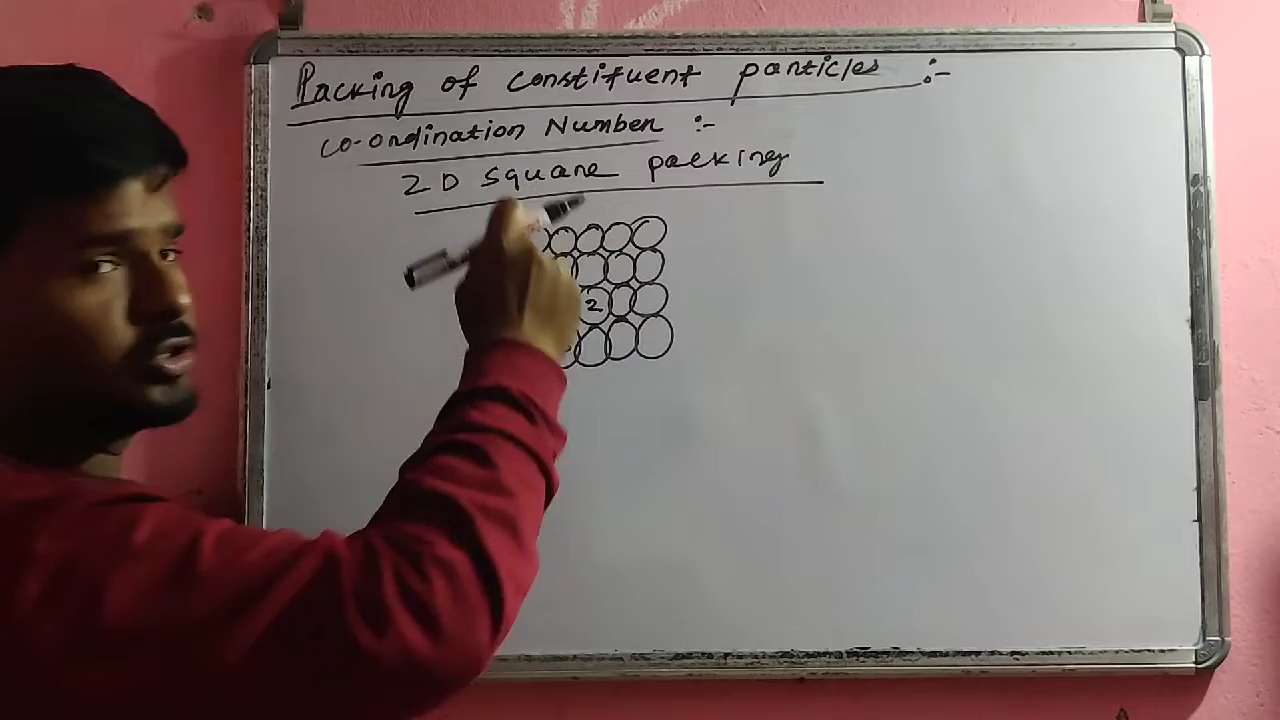 Packing of constituent particles :-
co-ordination Number :-
2D square packing
2